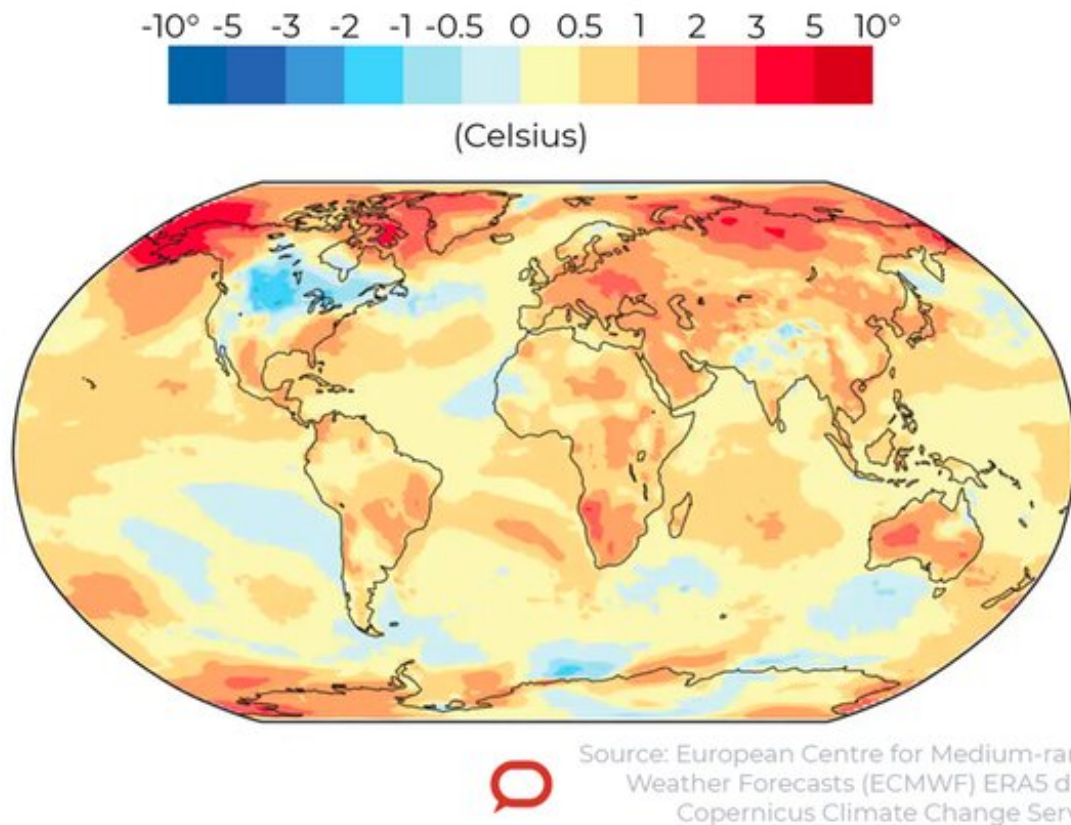 -10° -5 -3 -2 -1 -0.5 0 0.5 1 2 3 5 10°
(Celsius)
Source: European Centre for
Weather Forecasts (ECMWF) ERA5
Copernicus Climate Change